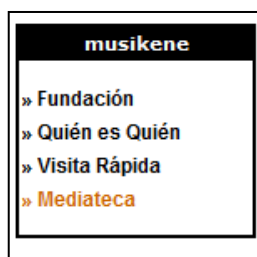 musikene
» Fundación
» Quién es Quién
» Visita Rápida
» Mediateca